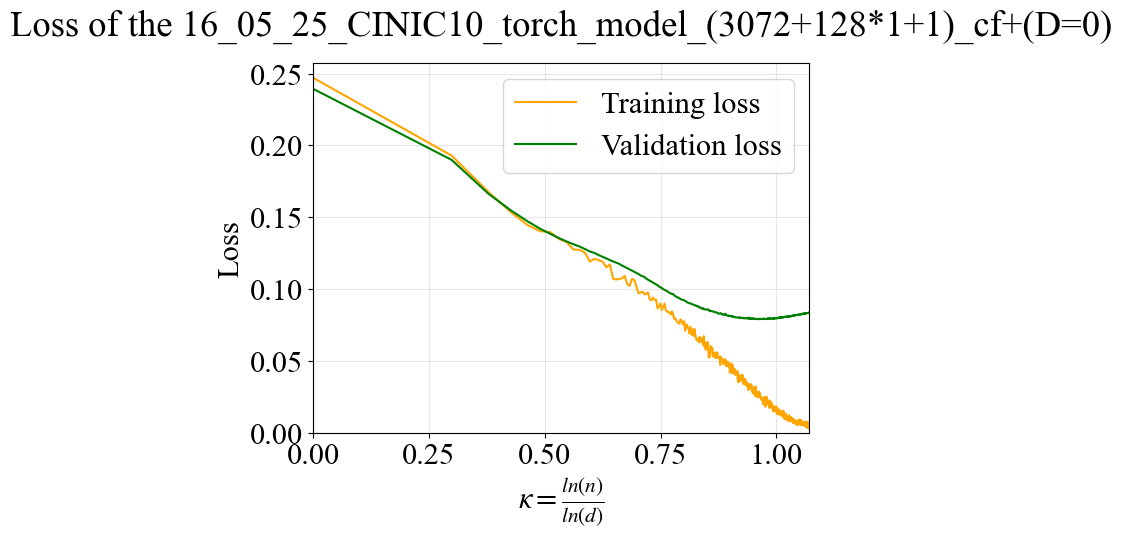 Loss of the 16_05_25_CINIC10_torch_model_(3072+128*1+1)_cf+(D=0)
0.25
0.20
0.15
0.10
0.05
0.00
Loss
Training loss
Validation loss
0.00 0.25 0.50 0.75 1.00
κ = ln(n)
ln(d)